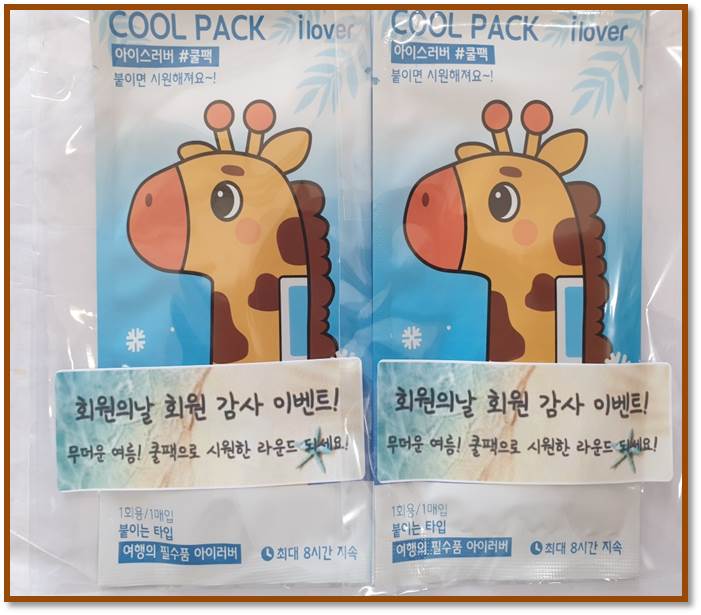 COOL PACK ilover
아이스러버 #쿨팩
붙이면 시원해져요~!
회원의날 회원 감사 이벤트!
무더운 여름! 쿨팩으로 시원한 라운드 되세요!
1회용/1매입
붙이는 타입
여행의 필수품 아이러버 최대 8시간 지속
COOL PACK ilover
아이스러버 #쿨팩
붙이면 시원해져요~!
회원의날 회원 감사 이벤트!
무더운 여름! 쿨팩으로 시원한 라운드 되세요!
1회용/1매입
붙이는 타입
여행의 필수품 아이러버 최대 8시간 지속